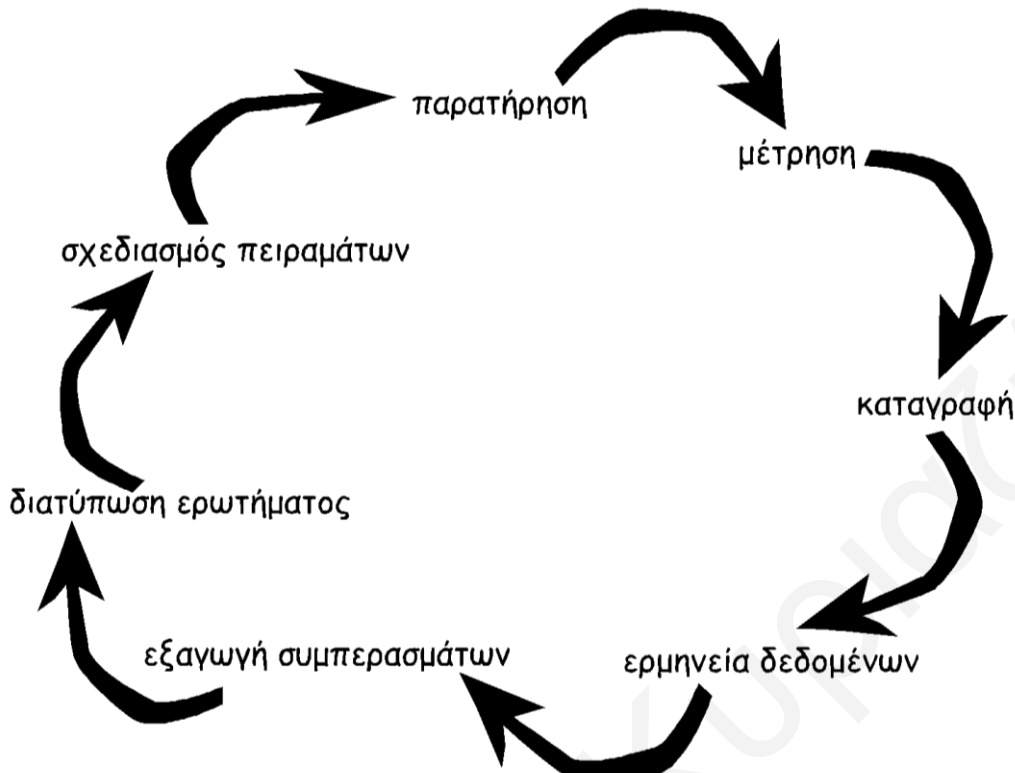 παρατήρηση
μέτρηση
σχεδιασμός πειραμάτων
καταγραφή
διατύπωση ερωτήματος
εξαγωγή συμπερασμάτων
ερμηνεία δεδομένων